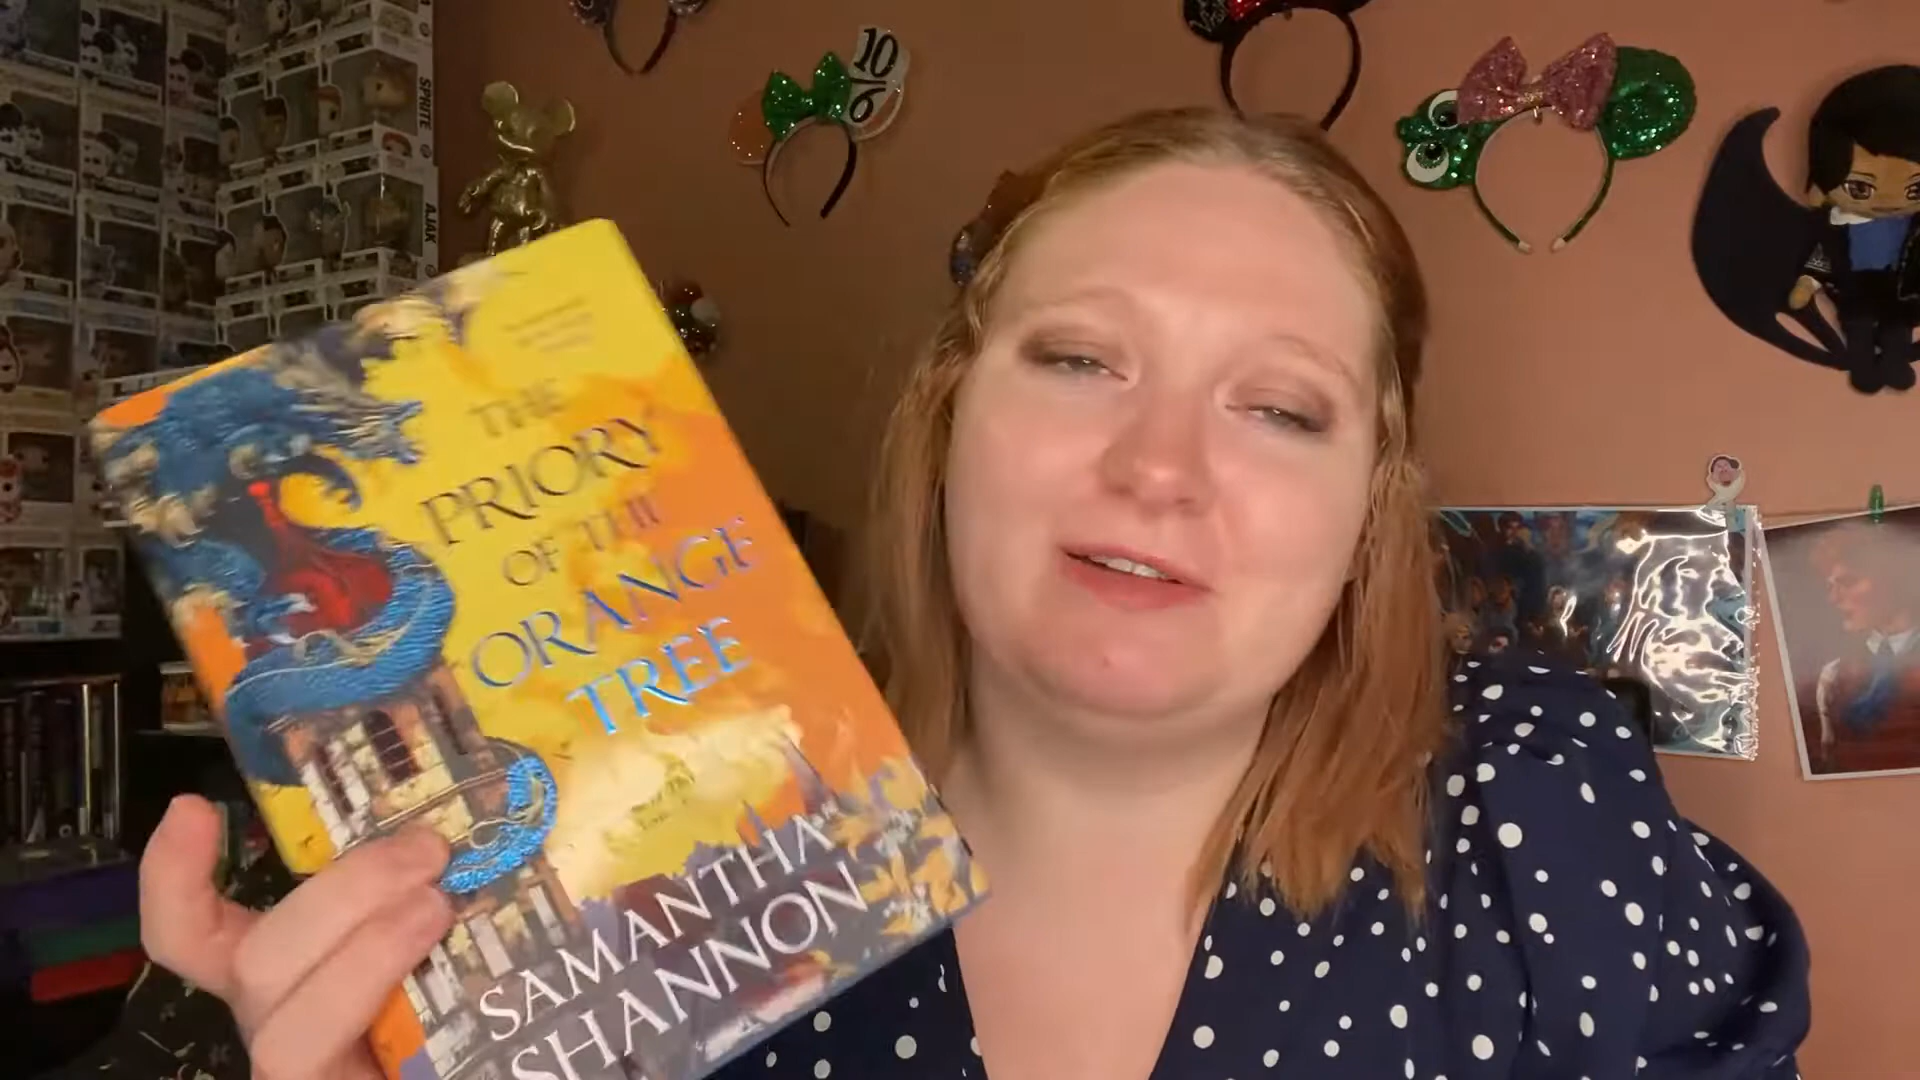 SPRITE
AJAK
10
6
THE
PRIORY
OF THE
ORANGE
TREE
SAMANTHA
SHANNON